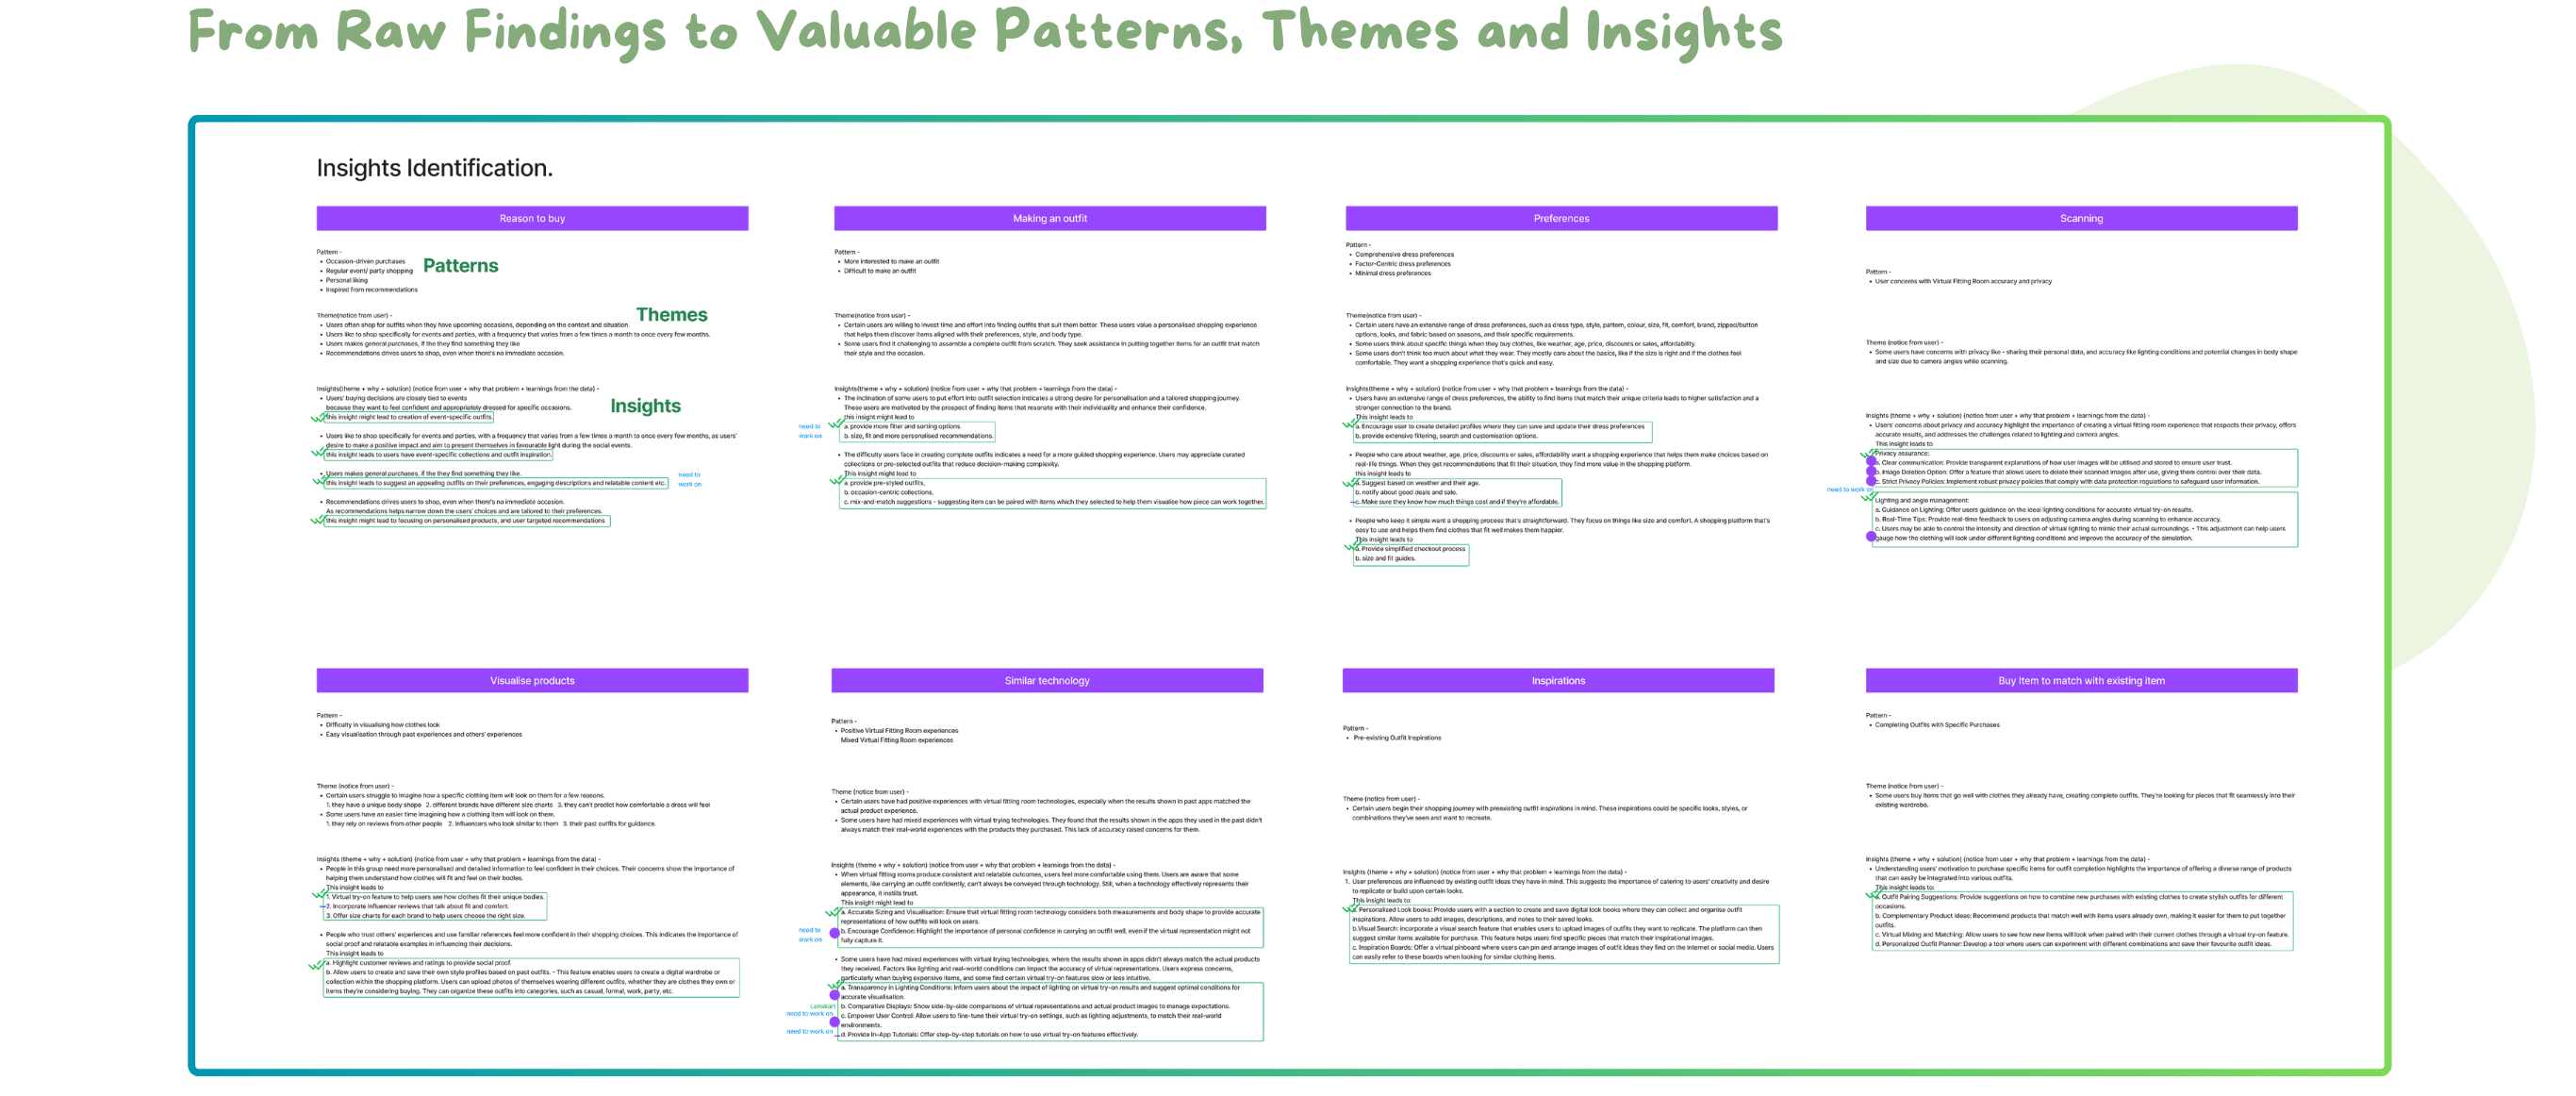 From Raw Findings to Valuable Patterns, Themes and Insights
Insights Identification.
Reason to buy
Pattern -
• Occasion-driven purchases
• Regular event/ party shopping
• Personal liking
• Inspired from recommendations
Patterns
Themes
Theme(notice from user) -
• Users often shop for outfits when they have upcoming occasions, depending on the context and situation.
• Users like to shop specifically for events and parties, with a frequency that varies from a few times a month to once every few months.
• Users makes general purchases, if the they find something they like
• Recommendations drives users to shop, even when there's no immediate occasion.
Insights(theme + why + solution) (notice from user + why that problem + learnings from the data) -
• Users' buying decisions are closely tied to events
because they want to feel confident and appropriately dressed for specific occasions.
this insight might lead to creation of event-specific outfits.
Insights
• Users like to shop specifically for events and parties, with a frequency that varies from a few times a month to once every few months, as users'
desire to make a positive impact and aim to present themselves in favourable light during the social events.
this insight leads to users have event-specific collections and outfit inspiration.
• Users makes general purchases, if the they find something they like.
this insight leads to suggest an appealing outfits on their preferences, engaging descriptions and relatable content etc.
need to
work on
• Recommendations drives users to shop, even when there's no immediate occasion.
As recommendations helps narrow down the users' choices and are tailored to their preferences.
this insight might lead to focusing on personalised products, and user targeted recommendations
Making an outfit
Pattern -
• More interested to make an outfit
• Difficult to make an outfit
Theme(notice from user) -
• Certain users are willing to invest time and effort into finding outfits that suit them better. These users value a personalised shopping experience
that helps them discover items aligned with their preferences, style, and body type.
• Some users find it challenging to assemble a complete outfit from scratch. They seek assistance in putting together items for an outfit that match
their style and the occasion.
Insights(theme + why + solution) (notice from user + why that problem + learnings from the data) -
• The inclination of some users to put effort into outfit selection indicates a strong desire for personalisation and a tailored shopping journey.
These users are motivated by the prospect of finding items that resonate with their individuality and enhance their confidence.
this insight might lead to
need to
work on
a. provide more filter and sorting options.
b. size, fit and more personalised recommendations.
• The difficulty users face in creating complete outfits indicates a need for a more guided shopping experience. Users may appreciate curated
collections or pre-selected outfits that reduce decision-making complexity.
This insight might lead to
a. provide pre-styled outfits,
b. occasion-centric collections,
c. mix-and-match suggestions - suggesting item can be paired with items which they selected to help them visualise how piece can work together.
Preferences
Pattern -
• Comprehensive dress preferences
• Factor-Centric dress preferences
• Minimal dress preferences
Theme(notice from user) -
• Certain users have an extensive range of dress preferences, such as dress type, style, pattern, colour, size, fit, comfort, brand, zipped/button
options, looks, and fabric based on seasons, and their specific requirements.
• Some users think about specific things when they buy clothes, like weather, age, price, discounts or sales, affordability.
• Some users don't think too much about what they wear. They mostly care about the basics, like if the size is right and if the clothes feel
comfortable. They want a shopping experience that's quick and easy.
Insights(theme + why + solution) (notice from user + why that problem + learnings from the data) -
• Users have an extensive range of dress preferences, the ability to find items that match their unique criteria leads to higher satisfaction and a
stronger connection to the brand.
This insight leads to
a. Encourage user to create detailed profiles where they can save and update their dress preferences
b. provide extensive filtering, search and customisation options.
• People who care about weather, age, price, discounts or sales, affordability want a shopping experience that helps them make choices based on
real-life things. When they get recommendations that fit their situation, they find more value in the shopping platform.
this insight leads to
a. Suggest based on weather and their age.
b. notify about good deals and sale.
c. Make sure they know how much things cost and if they're affordable.
• People who keep it simple want a shopping process that's straightforward. They focus on things like size and comfort. A shopping platform that's
easy to use and helps them find clothes that fit well makes them happier.
This insight leads to
a. Provide simplified checkout process
b. size and fit guides.
Scanning
Pattern -
• User concerns with Virtual Fitting Room accuracy and privacy
Theme (notice from user) -
• Some users have concerns with privacy like - sharing their personal data, and accuracy like lighting conditions and potential changes in body shape
and size due to camera angles while scanning.
Insights (theme + why + solution) (notice from user + why that problem + learnings from the data) -
• Users' concerns about privacy and accuracy highlight the importance of creating a virtual fitting room experience that respects their privacy, offers
accurate results, and addresses the challenges related to lighting and camera angles.
This insight leads to
Privacy assurance:
a. Clear communication: Provide transparent explanations of how user images will be utilised and stored to ensure user trust.
b. Image Deletion Option: Offer a feature that allows users to delete their scanned images after use, giving them control over their data.
c. Strict Privacy Policies: Implement robust privacy policies that comply with data protection regulations to safeguard user information.
need to work on
Lighting and angle management:
a. Guidance on Lighting: Offer users guidance on the ideal lighting conditions for accurate virtual try-on results.
b. Real-Time Tips: Provide real-time feedback to users on adjusting camera angles during scanning to enhance accuracy.
c. Users may be able to control the intensity and direction of virtual lighting to mimic their actual surroundings. - This adjustment can help users
gauge how the clothing will look under different lighting conditions and improve the accuracy of the simulation.
Visualise products
Pattern -
• Difficulty in visualising how clothes look
• Easy visualisation through past experiences and others' experiences
Theme (notice from user) -
• Certain users struggle to imagine how a specific clothing item will look on them for a few reasons.
1. they have a unique body shape 2. different brands have different size charts 3. they can't predict how comfortable a dress will feel
• Some users have an easier time imagining how a clothing item will look on them.
1. they rely on reviews from other people 2. Influencers who look similar to them 3. their past outfits for guidance.
Insights (theme + why + solution) (notice from user + why that problem + learnings from the data) -
• People in this group need more personalised and detailed information to feel confident in their choices. Their concerns show the importance of
helping them understand how clothes will fit and feel on their bodies.
This insight leads to
1. Virtual try-on feature to help users see how clothes fit their unique bodies.
2. Incorporate influencer reviews that talk about fit and comfort.
3. Offer size charts for each brand to help users choose the right size.
• People who trust others' experiences and use familiar references feel more confident in their shopping choices. This indicates the importance of
social proof and relatable examples in influencing their decisions.
This insight leads to
a. Highlight customer reviews and ratings to provide social proof.
b. Allow users to create and save their own style profiles based on past outfits. - This feature enables users to create a digital wardrobe or
collection within the shopping platform. Users can upload photos of themselves wearing different outfits, whether they are clothes they own or
items they're considering buying. They can organize these outfits into categories, such as casual, formal, work, party, etc.
Similar technology
Pattern -
• Positive Virtual Fitting Room experiences
Mixed Virtual Fitting Room experiences
Theme (notice from user) -
• Certain users have had positive experiences with virtual fitting room technologies, especially when the results shown in past apps matched the
actual product experience.
• Some users have had mixed experiences with virtual trying technologies. They found that the results shown in the apps they used in the past didn't
always match their real-world experiences with the products they purchased. This lack of accuracy raised concerns for them.
Insights (theme + why + solution) (notice from user + why that problem + learnings from the data) -
• When virtual fitting rooms produce consistent and relatable outcomes, users feel more comfortable using them. Users are aware that some
elements, like carrying an outfit confidently, can't always be conveyed through technology. Still, when a technology effectively represents their
appearance, it instills trust.
This insight might lead to
a. Accurate Sizing and Visualisation: Ensure that virtual fitting room technology considers both measurements and body shape to provide accurate
representations of how outfits will look on users.
need to
work on
b. Encourage Confidence: Highlight the importance of personal confidence in carrying an outfit well, even if the virtual representation might not
fully capture it.
• Some users have had mixed experiences with virtual trying technologies, where the results shown in apps didn't always match the actual products
they received. Factors like lighting and real-world conditions can impact the accuracy of virtual representations. Users express concerns,
particularly when buying expensive items, and some find certain virtual try-on features slow or less intuitive.
a. Transparency in Lighting Conditions: Inform users about the impact of lighting on virtual try-on results and suggest optimal conditions for
accurate visualisation.
Lenskart
b. Comparative Displays: Show side-by-side comparisons of virtual representations and actual product images to manage expectations.
need to work on
c. Empower User Control: Allow users to fine-tune their virtual try-on settings, such as lighting adjustments, to match their real-world
environments.
need to work on
d. Provide In-App Tutorials: Offer step-by-step tutorials on how to use virtual try-on features effectively.
Inspirations
Pattern -
• Pre-existing Outfit Inspirations
Theme (notice from user) -
• Certain users begin their shopping journey with preexisting outfit inspirations in mind. These inspirations could be specific looks, styles, or
combinations they've seen and want to recreate.
Insights (theme + why + solution) (notice from user + why that problem + learnings from the data) -
1. User preferences are influenced by existing outfit ideas they have in mind. This suggests the importance of catering to users' creativity and desire
to replicate or build upon certain looks.
This insight leads to:
a. Personalised Look books: Provide users with a section to create and save digital look books where they can collect and organise outfit
inspirations. Allow users to add images, descriptions, and notes to their saved looks.
b.Visual Search: incorporate a visual search feature that enables users to upload images of outfits they want to replicate. The platform can then
suggest similar items available for purchase. This feature helps users find specific pieces that match their inspirational images.
c. Inspiration Boards: Offer a virtual pinboard where users can pin and arrange images of outfit ideas they find on the internet or social media. Users
can easily refer to these boards when looking for similar clothing items.
Buy Item to match with existing item
Pattern -
• Completing Outfits with Specific Purchases
Theme (notice from user) -
• Some users buy items that go well with clothes they already have, creating complete outfits. They're looking for pieces that fit seamlessly into their
existing wardrobe.
Insights (theme + why + solution) (notice from user + why that problem + learnings from the data) -
• Understanding users' motivation to purchase specific items for outfit completion highlights the importance of offering a diverse range of products
that can easily be integrated into various outfits.
This insight leads to:
a. Outfit Pairing Suggestions: Provide suggestions on how to combine new purchases with existing clothes to create stylish outfits for different
occasions.
b. Complementary Product ideas: Recommend products that match well with items users already own, making it easier for them to put together
outfits.
c. Virtual Mixing and Matching: Allow users to see how new items will look when paired with their current clothes through a virtual try-on feature.
d. Personalized Outfit Planner: Develop a tool where users can experiment with different combinations and save their favourite outfit ideas.